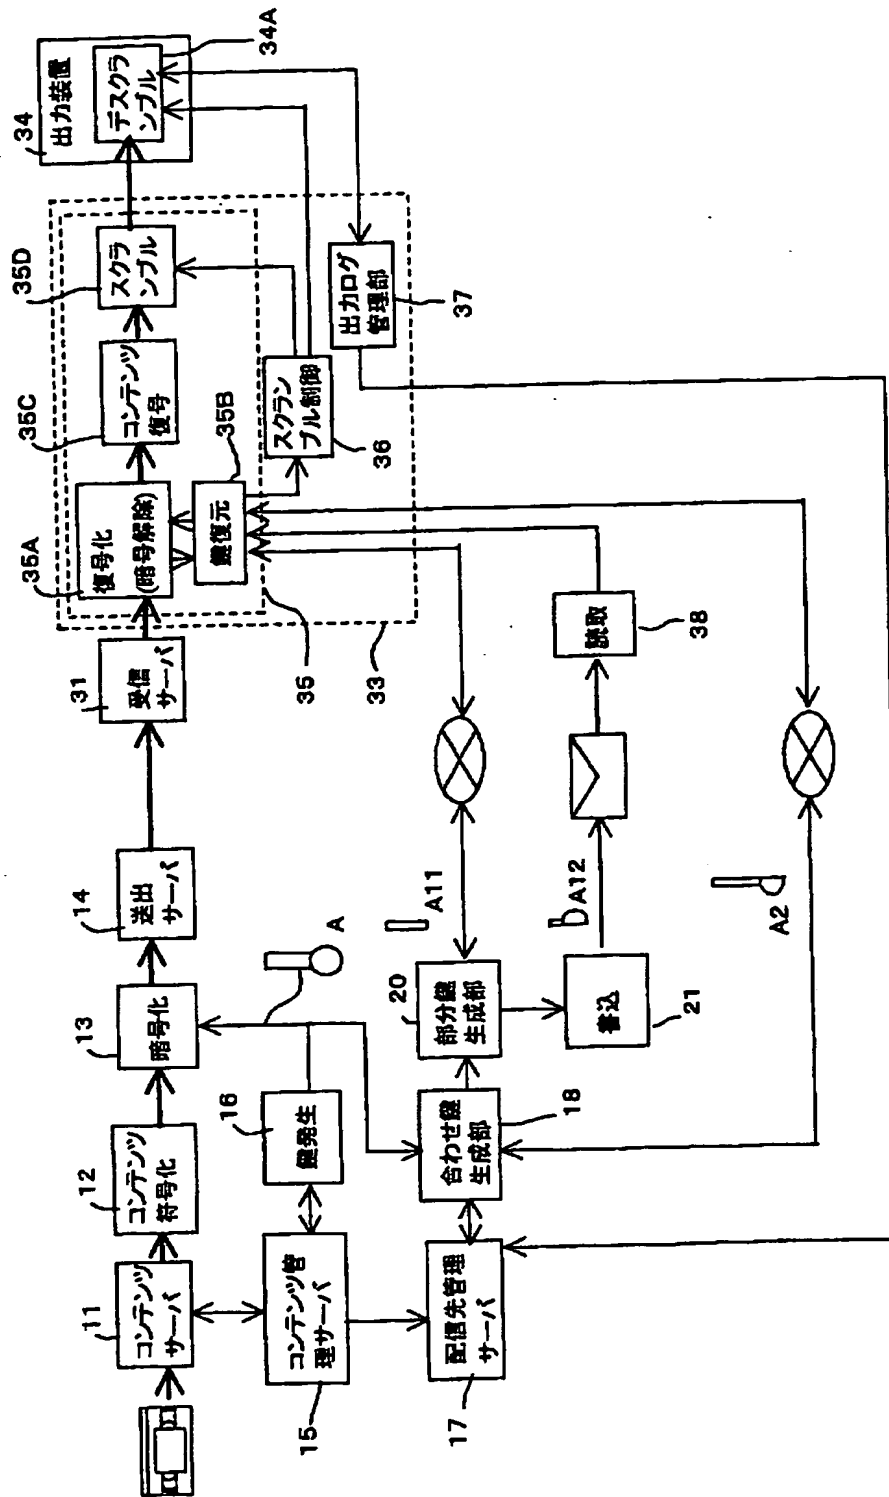 11
コンテンツ
サーバ
12
コンテンツ
符号化
13
暗号化
14
送出
サーバ
31
受信
サーバ
35A
復号化
(暗号解除)
35C
コンテンツ
復号
35D
スクラ
ンブル
34
出力装置
デスクラ
ンブル
34A
35B
鍵復元
スクラン
ブル制御
36
出力ログ
管理部
37
35
33
15
コンテンツ管
理サーバ
16
鍵発生
A
17
配信先管理
サーバ
18
合わせ鍵
生成部
20
部分鍵
生成部
A11
21
書込
A12
読取
38
A2